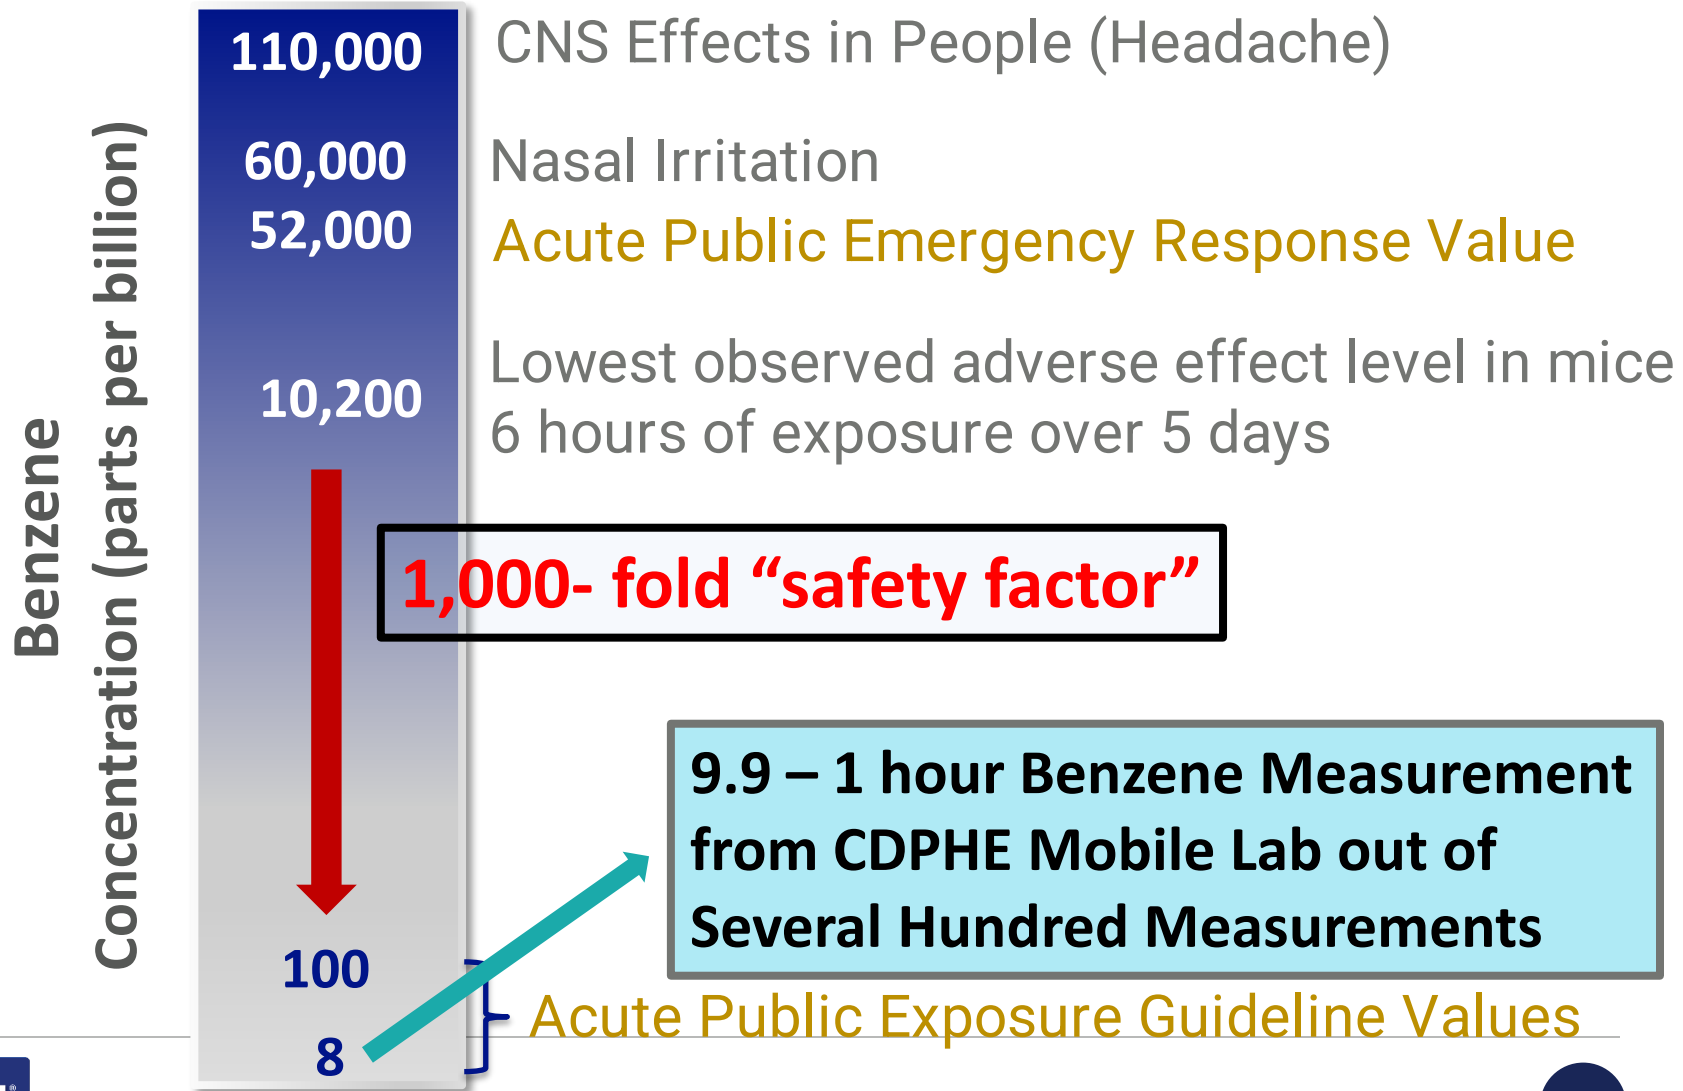 Benzene
Concentration (parts per billion)
110,000
CNS Effects in People (Headache)
60,000
Nasal Irritation
52,000
Acute Public Emergency Response Value
10,200
Lowest observed adverse effect level in mice
6 hours of exposure over 5 days
1,000- fold “safety factor”
9.9 – 1 hour Benzene Measurement
from CDPHE Mobile Lab out of
Several Hundred Measurements
100
8
Acute Public Exposure Guideline Values
®